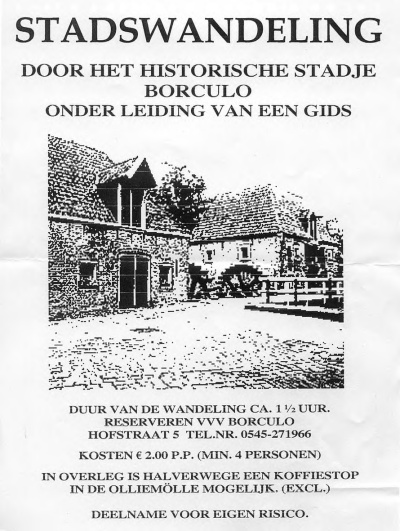 STADSWANDELING
DOOR HET HISTORISCHE STADJE
BORCULO
ONDER LEIDING VAN EEN GIDS
DUUR VAN DE WANDELING CA. 1 ½ UUR.
RESERVEREN VVV BORCULO
HOFSTRAAT 5 TEL.NR. 0545-271966
KOSTEN € 2.00 P.P. (MIN. 4 PERSONEN)
IN OVERLEG IS HALVERWEGE EEN KOFFIESTOP
IN DE OLLIEMÖLLE MOGELIJK. (EXCL.)
DEELNAME VOOR EIGEN RISICO.